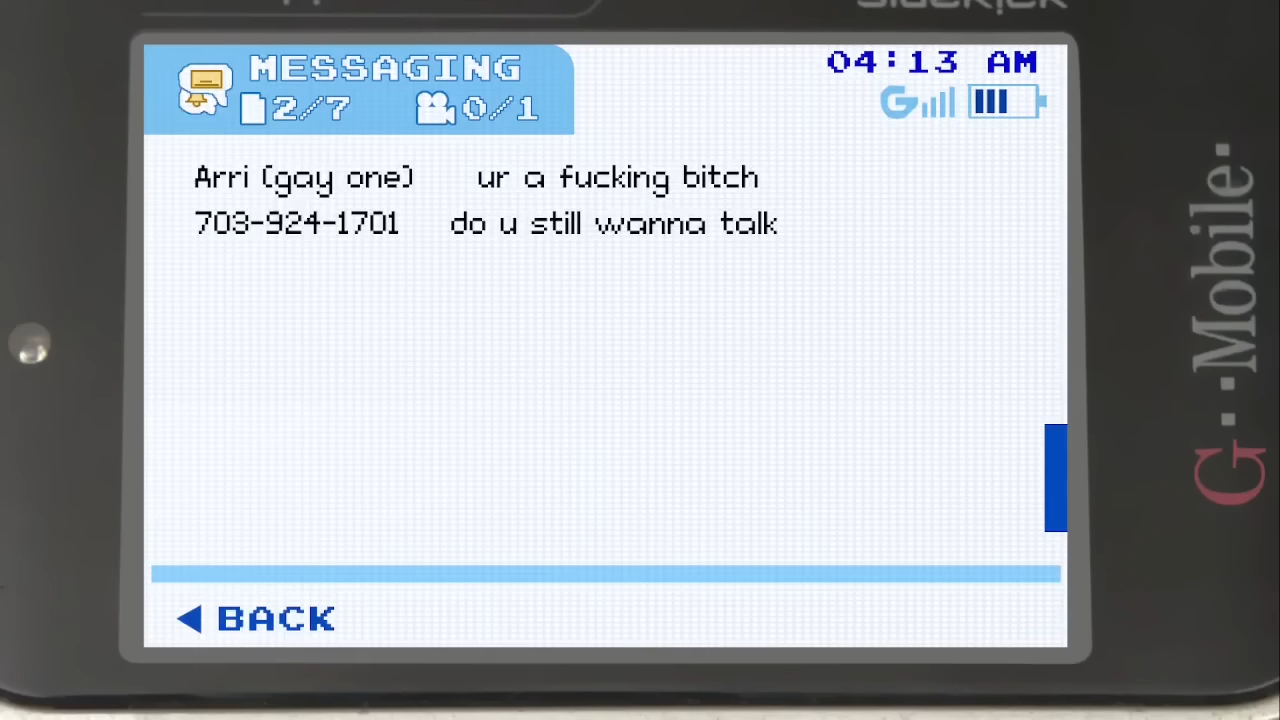 MESSAGING
2/7 0/1
04:13 AM
Arri (gay one) ur a fucking bitch
703-924-1701 do u still wanna talk
BACK
G··Mobile·